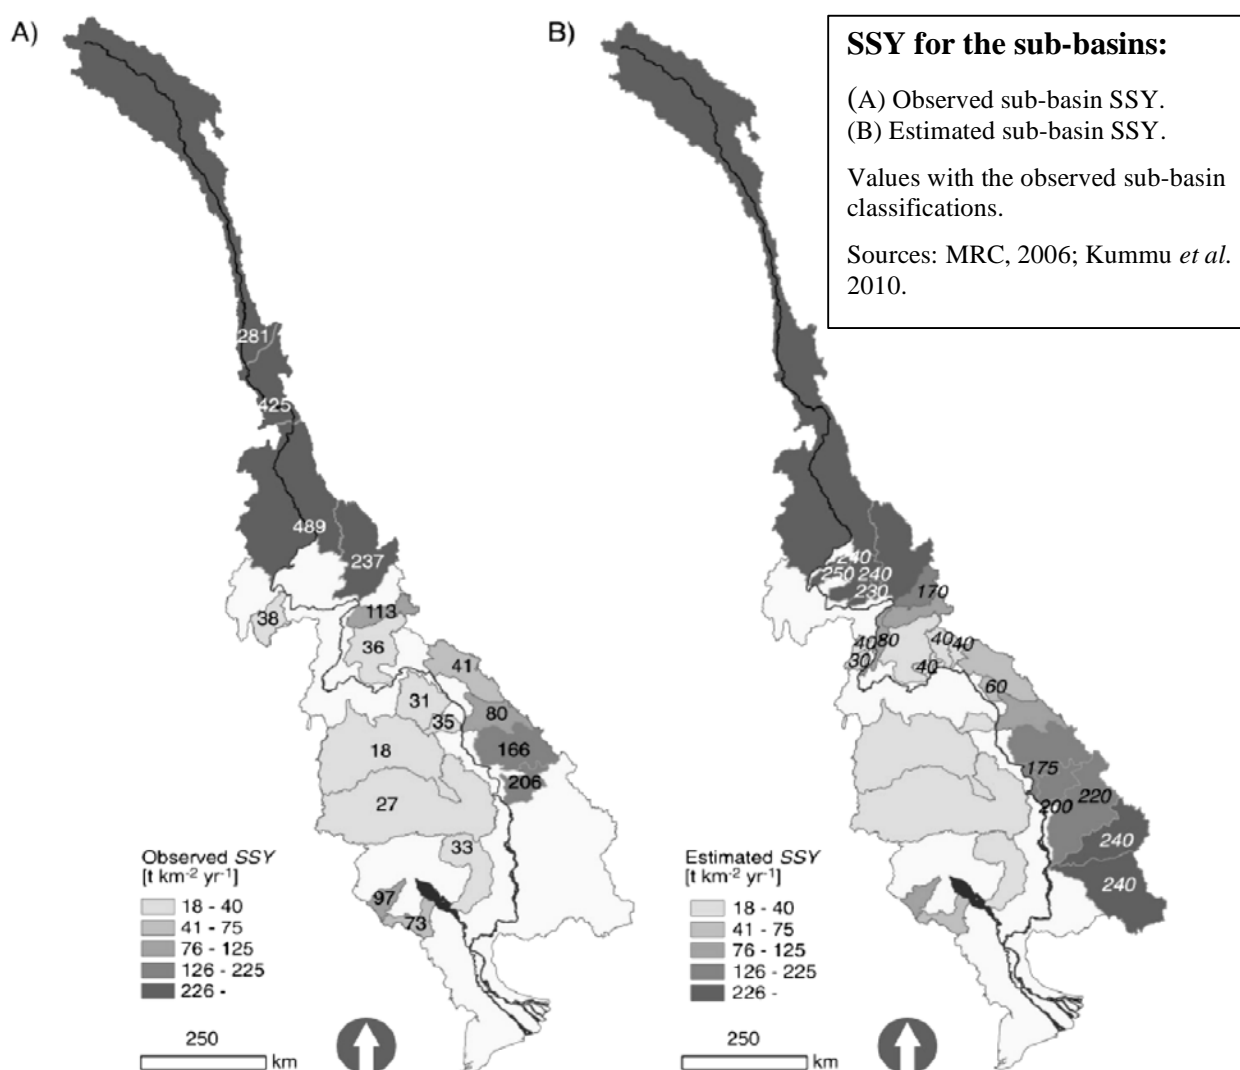 A)
B)
SSY for the sub-basins:
(A) Observed sub-basin SSY.
(B) Estimated sub-basin SSY.
Values with the observed sub-basin
classifications.
Sources: MRC, 2006; Kummu et al.
2010.
281
425
489
237
38
113
36
41
31
35
80
18
166
206
27
33
97
73
Observed SSY
[t km⁻² yr⁻¹]
18 - 40
41 - 75
76 - 125
126 - 225
226 -
250
km
240
250
240
230
170
40
80
30
40
40
40
60
175
200
220
240
240
Estimated SSY
[t km⁻² yr⁻¹]
18 - 40
41 - 75
76 - 125
126 - 225
226 -
250
km